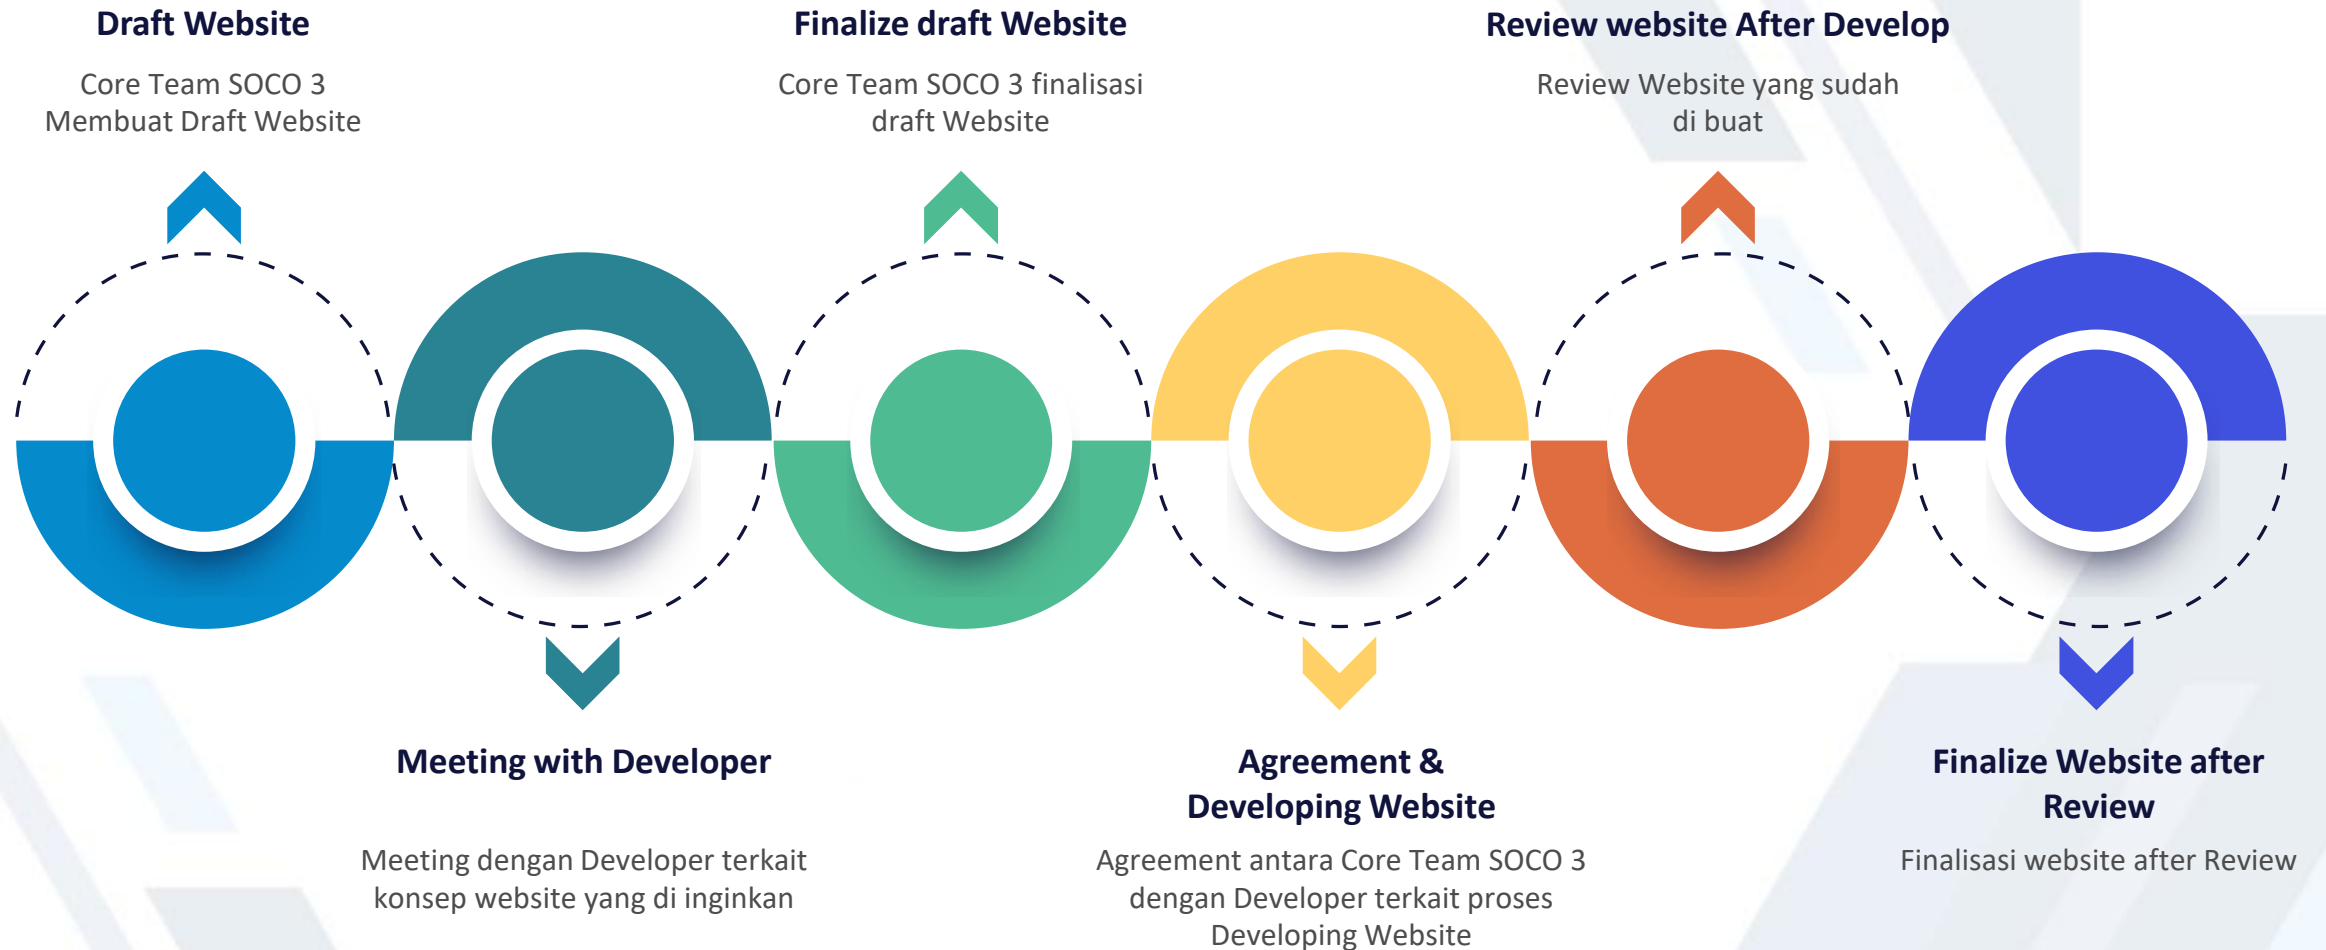 Draft Website
Core Team SOCO 3
Membuat Draft Website
Finalize draft Website
Core Team SOCO 3 finalisasi
draft Website
Review website After Develop
Review Website yang sudah
di buat
Meeting with Developer
Meeting dengan Developer terkait
konsep website yang di inginkan
Agreement &
Developing Website
Agreement antara Core Team SOCO 3
dengan Developer terkait proses
Developing Website
Finalize Website after
Review
Finalisasi website after Review